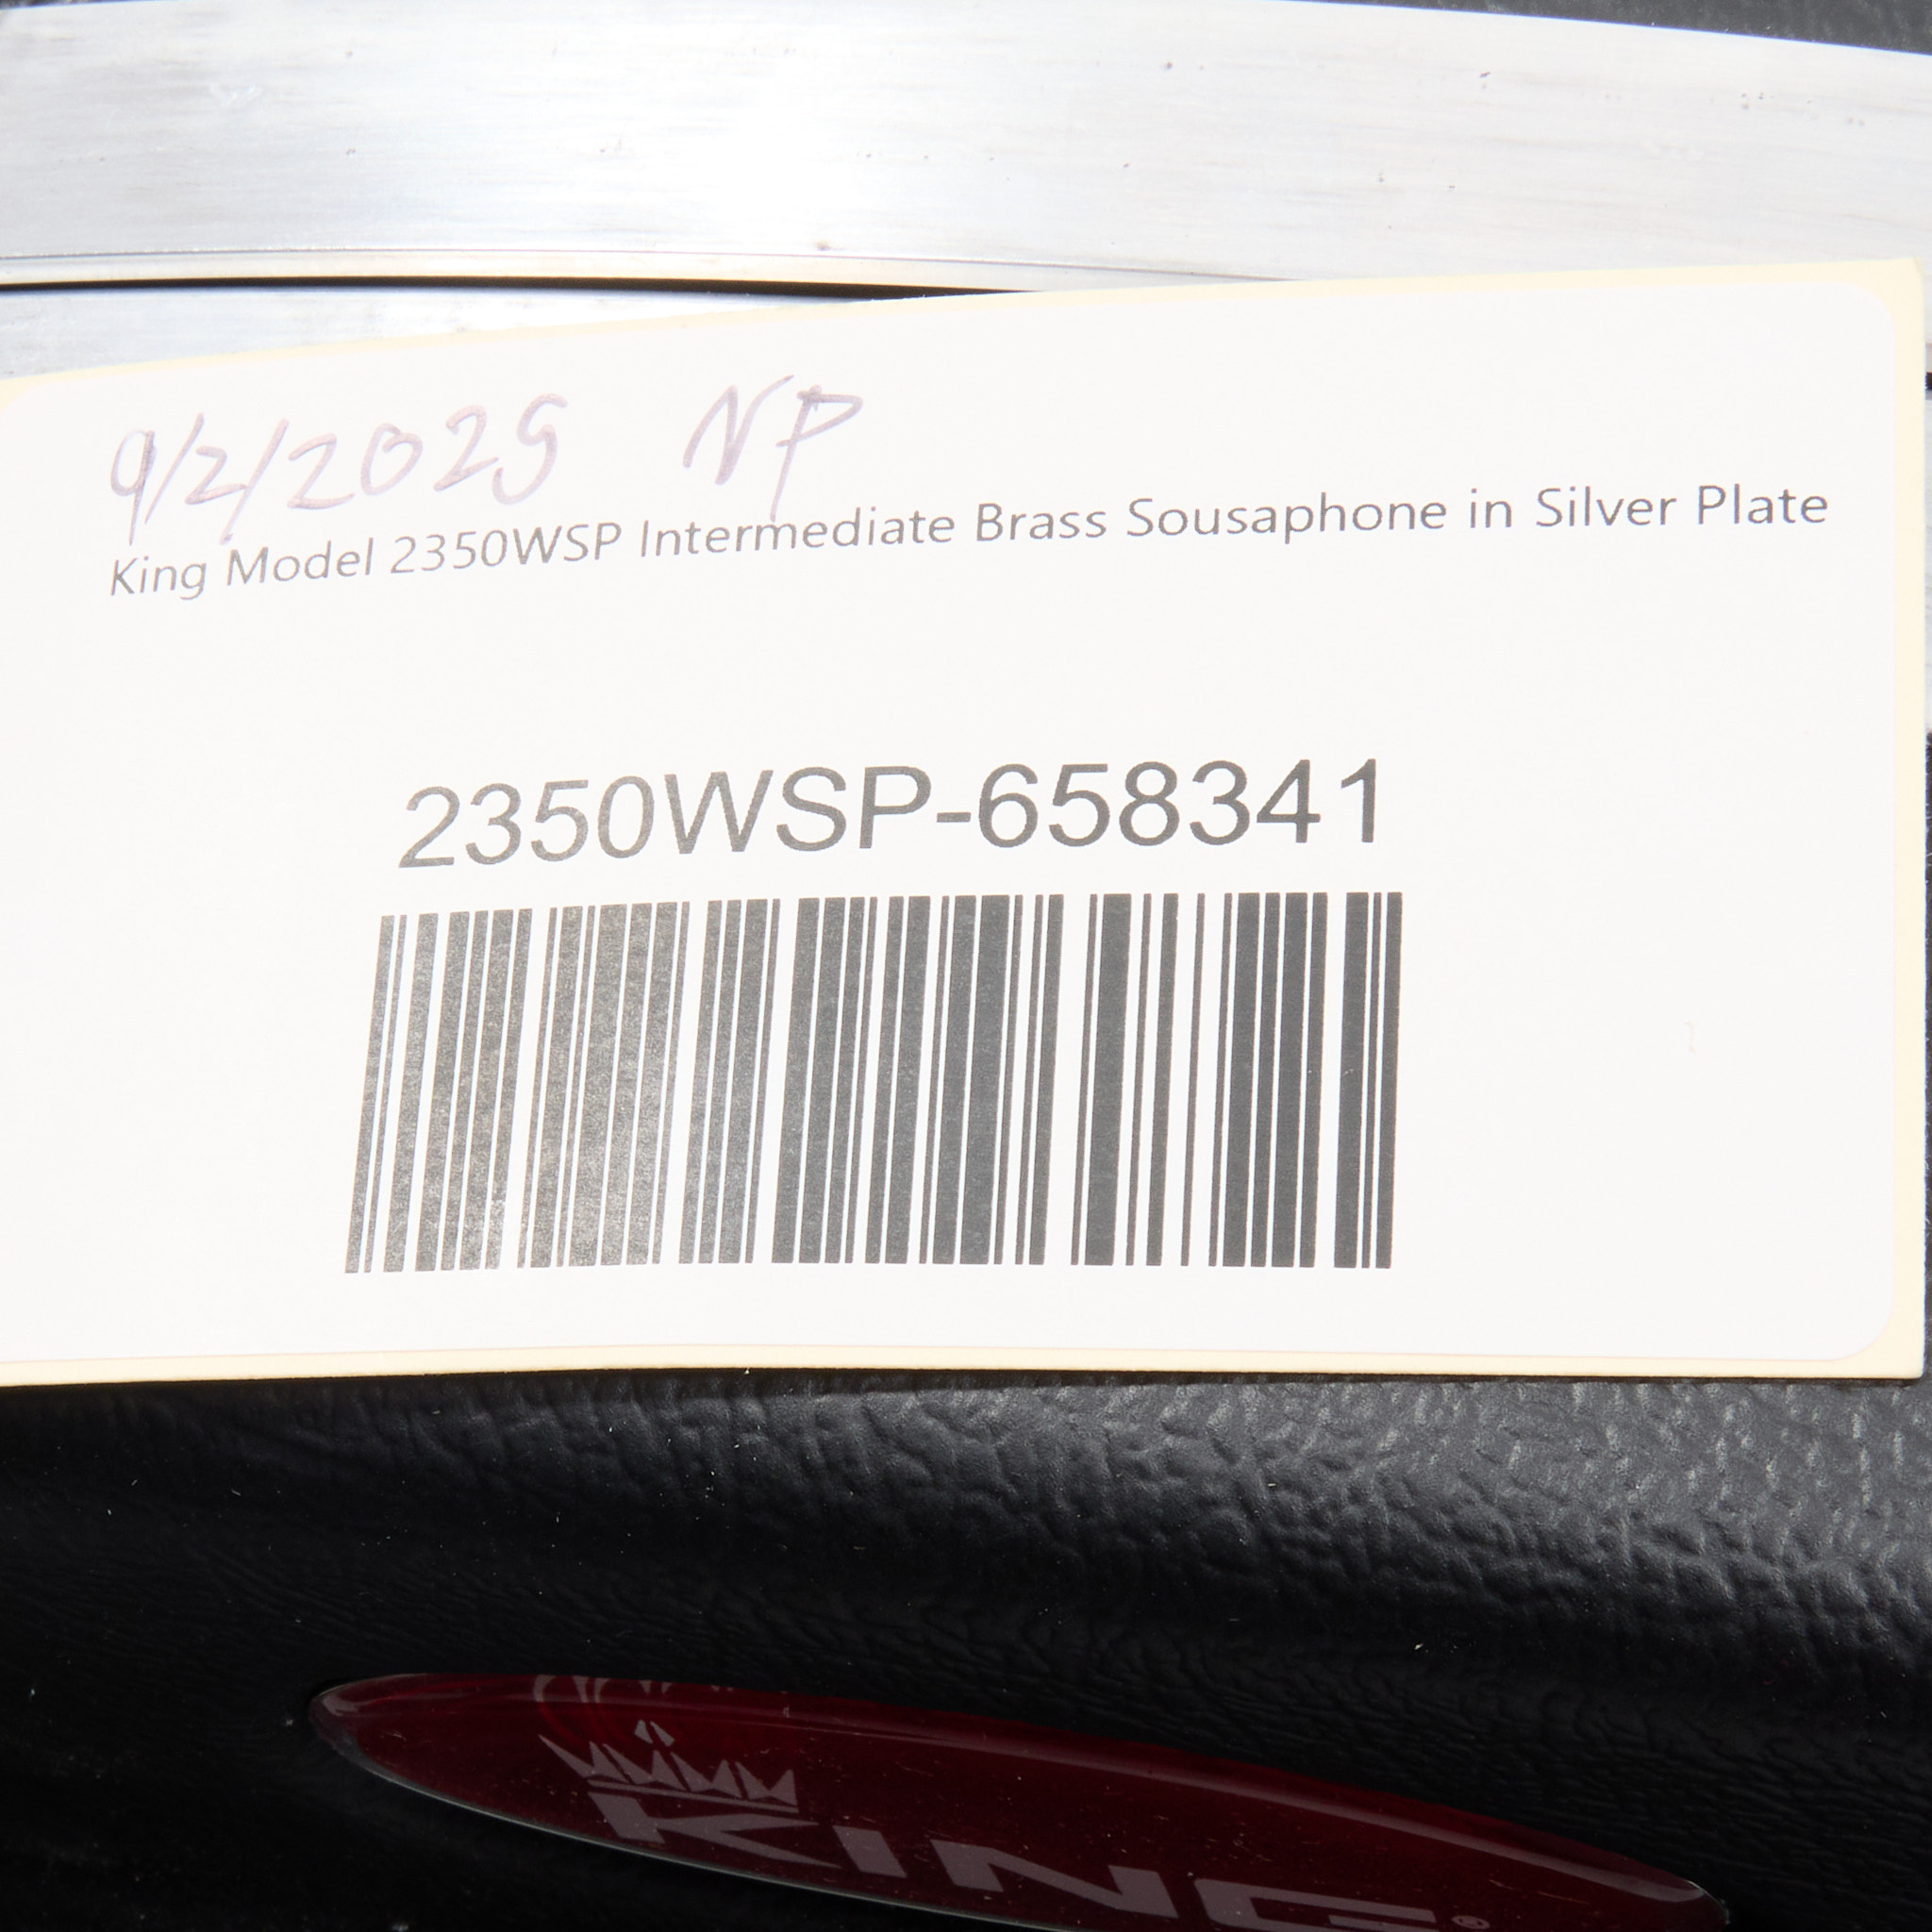 9/2/2025 NP
King Model 2350WSP Intermediate Brass Sousaphone in Silver Plate
2350WSP-658341
KING®